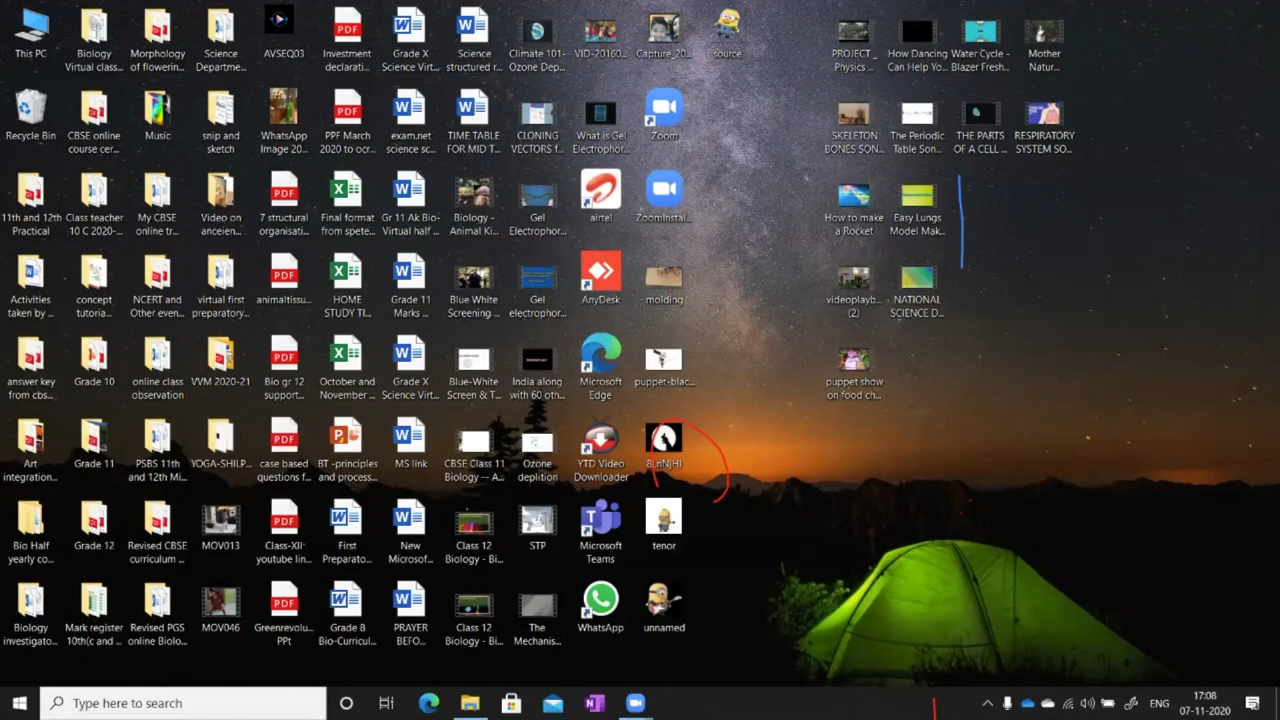 This PC
Biology
Virtual class...
Morphology
of flowerin...
Science
Departme...
AVSEQ03
Investment
declarati...
Grade X
Science Virt...
Science
structured r...
Climate 101-
Ozone Dep...
VID-20160...
Capture_20...
source
PROJECT_
Physics ...
How Dancing
Can Help Yo...
Water Cycle -
Blazer Fresh...
Mother
Natur...
Recycle Bin
CBSE online
course cer...
Music
snip and
sketch
WhatsApp
Image 20...
PPF March
2020 to ocr...
exam.net
science sc...
TIME TABLE
FOR MID T...
CLONING
VECTORS f...
What is Gel
Electrophor...
Zoom
SKELETON
BONES SON...
The Periodic
Table Son...
THE PARTS
OF A CELL ...
RESPIRATORY
SYSTEM SO...
11th and 12th
Practical
Class teacher
10 C 2020-...
My CBSE
online tr...
Video on
anceien...
7 structural
organisati...
Final format
from spete...
Gr 11 Ak Bio-
Virtual half ...
Biology -
Animal Ki...
Gel
Electrophor...
airtel
ZoomInstal...
How to make
a Rocket
Easy Lungs
Model Mak...
Activities
taken by ...
concept
tutoria...
NCERT and
Other even...
virtual first
preparatory...
animaltissu...
HOME
STUDY TI...
Grade 11
Marks ...
Blue White
Screening ...
Gel
electrophor...
AnyDesk
molding
videoplayb...
(2)
NATIONAL
SCIENCE D...
answer key
from cbs...
Grade 10
online class
observation
VVM 2020-21
Bio gr 12
support...
October and
November ...
Grade X
Science Virt...
Blue-White
Screen & T...
India along
with 60 oth...
Microsoft
Edge
puppet-blac...
puppet show
on food ch...
Art
integration...
Grade 11
PSBS 11th
and 12th Mi...
YOGA-SHILP...
case based
questions f...
BT -principles
and process...
MS link
CBSE Class 11
Biology -- A...
Ozone
deplition
YTD Video
Downloader
Bio Half
yearly co...
Grade 12
Revised CBSE
curriculum ...
MOV013
Class-XII-
youtube lin...
First
Preparato...
New
Microsof...
Class 12
Biology - Bi...
STP
Microsoft
Teams
tenor
Biology
investigato...
Mark register
10th(c and ...
Revised PGS
online Biolo...
MOV046
Greenrevolu...
PPt
Grade 8
Bio-Curricul...
PRAYER
BEFO...
Class 12
Biology - Bi...
The
Mechanis...
WhatsApp
unnamed
Type here to search
ENG
17:08
07-11-2020